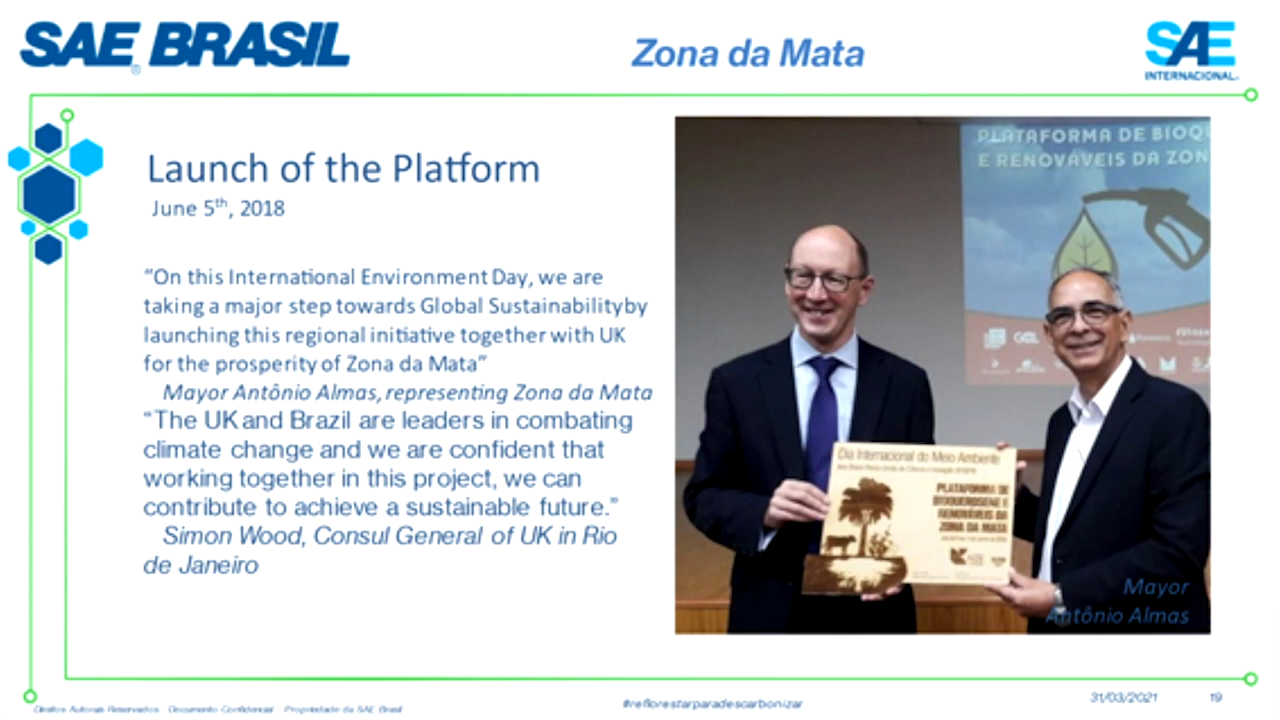 SAE BRASIL
Zona da Mata
SAE
INTERNACIONAL
Launch of the Platform
June 5th, 2018
“On this International Environment Day, we are
taking a major step towards Global Sustainability by
launching this regional initiative together with UK
for the prosperity of Zona da Mata”
Mayor Antônio Almas, representing Zona da Mata
“The UK and Brazil are leaders in combating
climate change and we are confident that
working together in this project, we can
contribute to achieve a sustainable future.”
Simon Wood, Consul General of UK in Rio
de Janeiro
PLATAFORMA DE BIOQU
E RENOVÁVEIS DA ZON
Dia Internacional do Meio Ambiente
PLATAFORMA DE
BIOQUEROSENE E
RENOVÁVEIS DA
ZONA DA MATA
Mayor
Antônio Almas
Direitos Autorais Reservados Documento Confidencial Propriedade da SAE Brasil
#reflorestarparadescarbonizar
31/03/2021
19